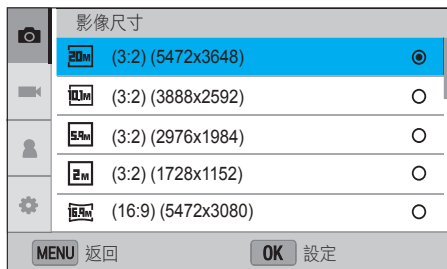 影像尺寸
20M (3:2) (5472x3648)
10.1M (3:2) (3888x2592)
5.9M (3:2) (2976x1984)
2M (3:2) (1728x1152)
16.9M (16:9) (5472x3080)
MENU 返回 OK 設定